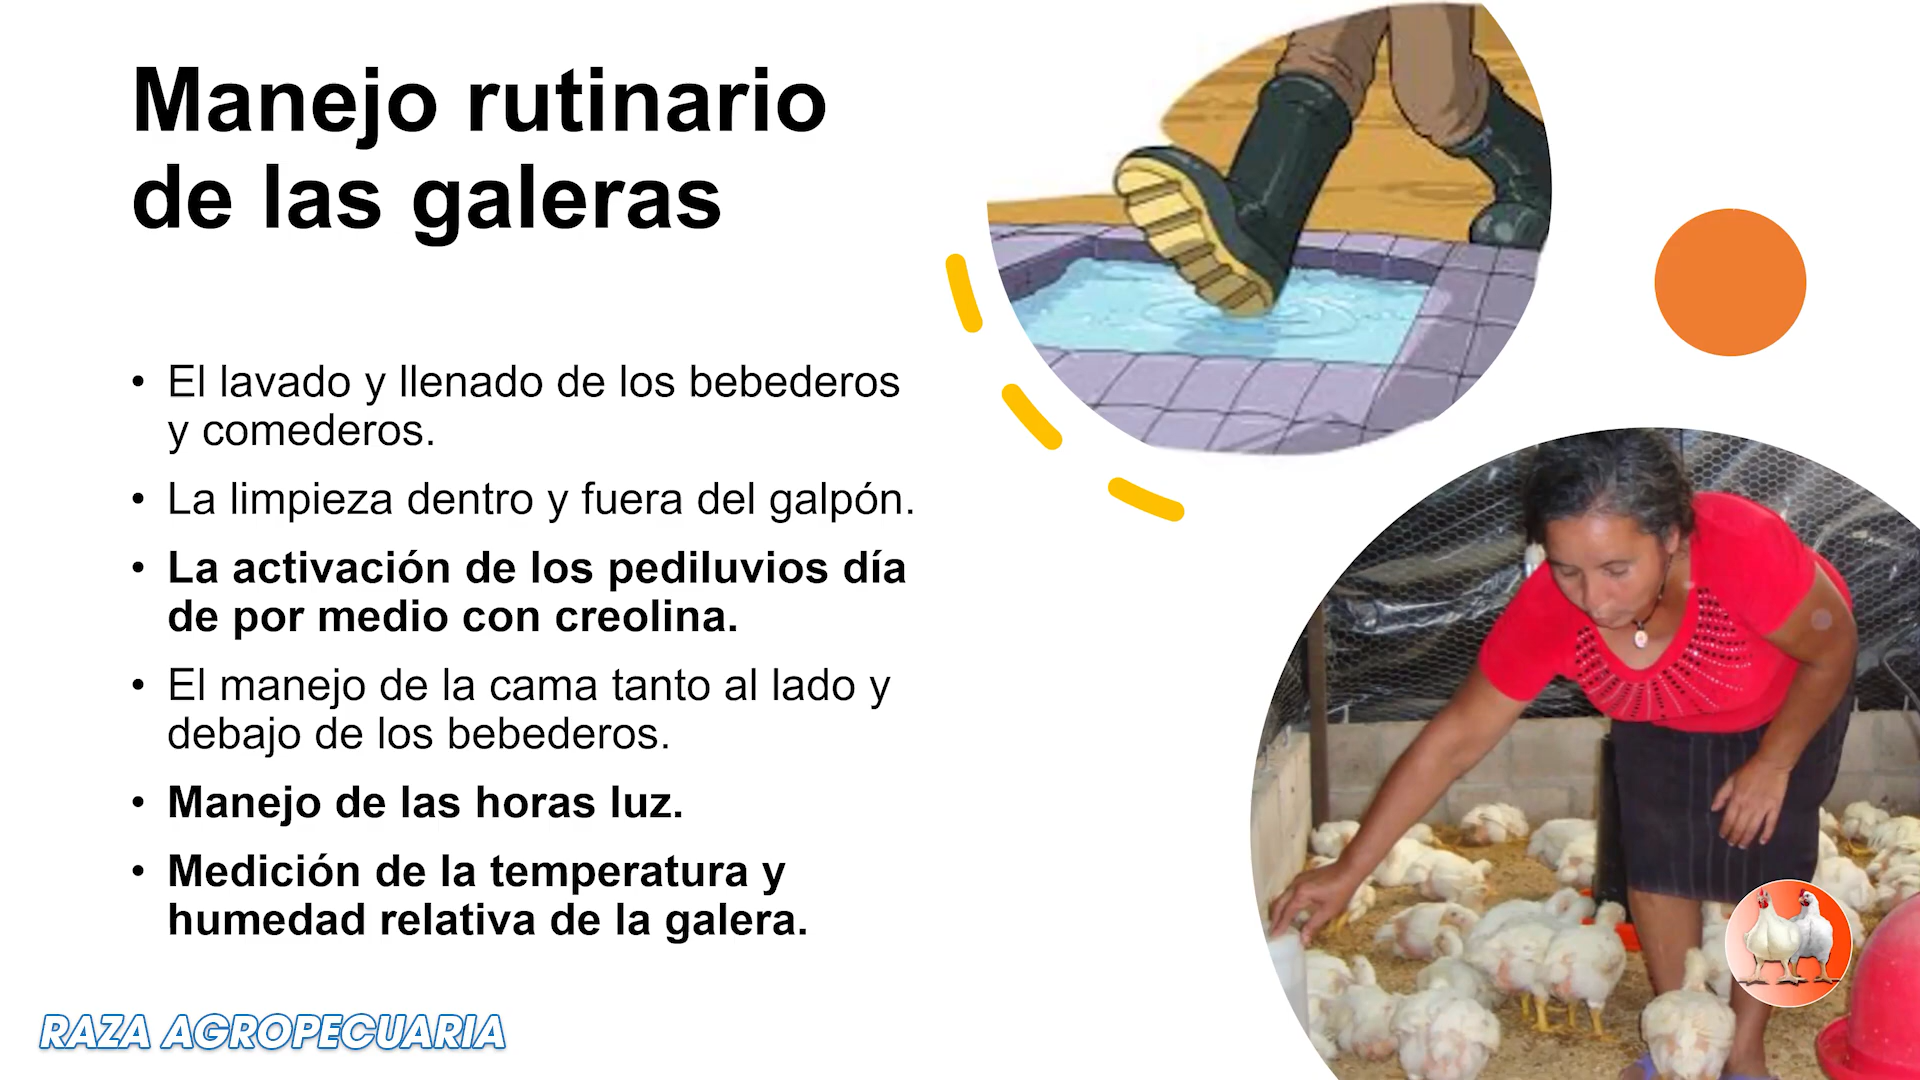 Manejo rutinario
de las galeras
• El lavado y llenado de los bebederos
y comederos.
• La limpieza dentro y fuera del galpón.
• La activación de los pediluvios día
de por medio con creolina.
• El manejo de la cama tanto al lado y
debajo de los bebederos.
• Manejo de las horas luz.
• Medición de la temperatura y
humedad relativa de la galera.
RAZA AGROPECUARIA